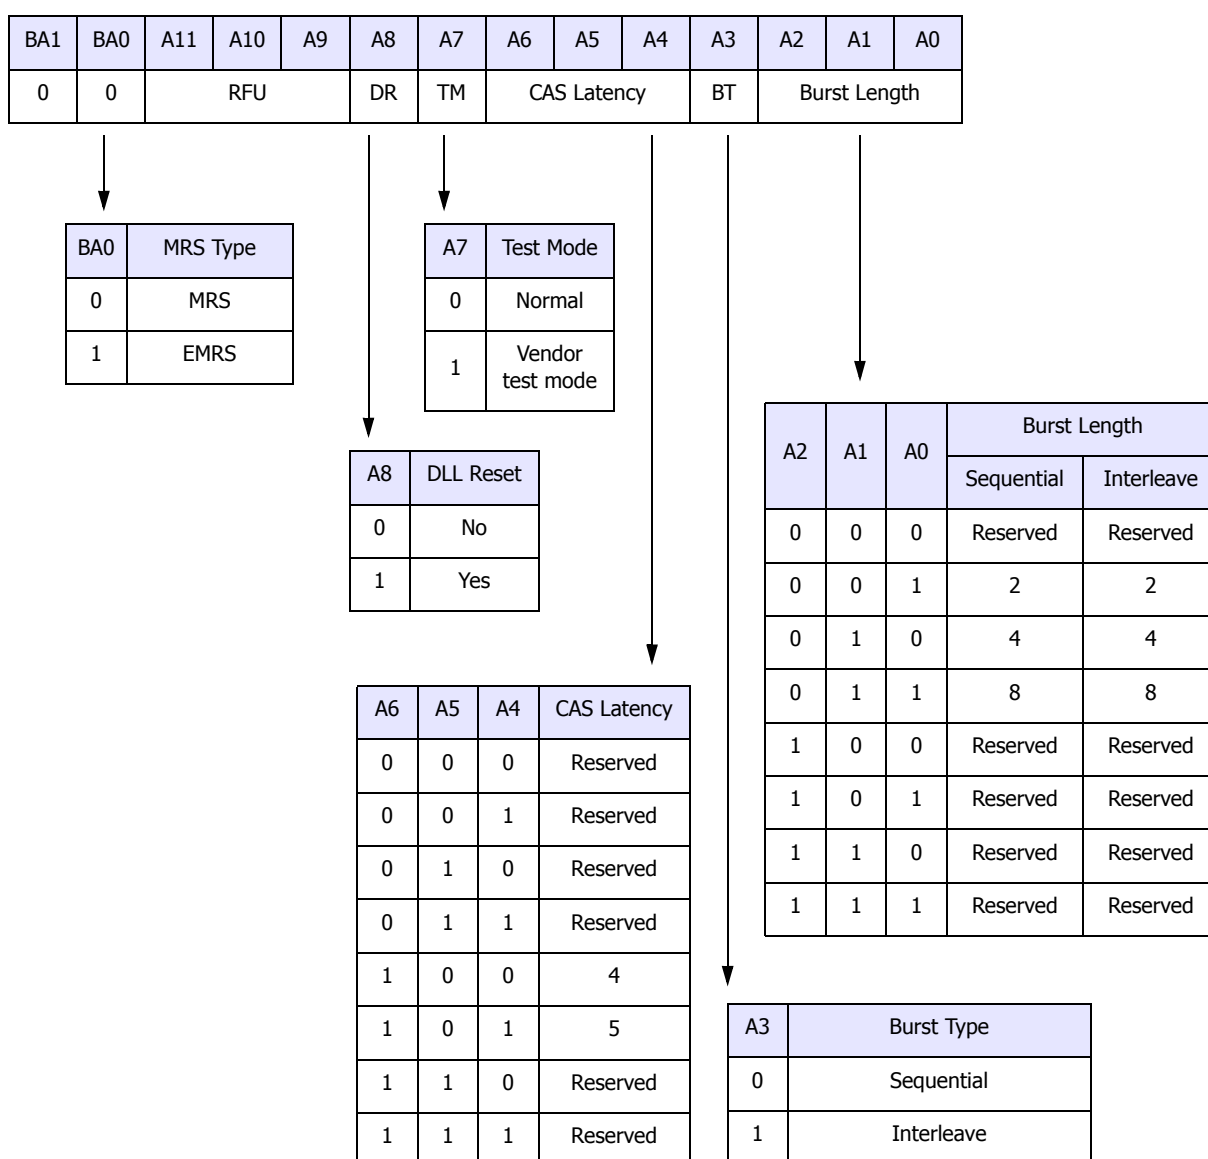 BA1 BA0 A11 A10 A9 A8 A7 A6 A5 A4 A3 A2 A1 A0
0 0 RFU DR TM CAS Latency BT Burst Length
BA0 MRS Type
0 MRS
1 EMRS
A7 Test Mode
0 Normal
1 Vendor
test mode
A8 DLL Reset
0 No
1 Yes
A2 A1 A0 Burst Length
Sequential Interleave
0 0 0 Reserved Reserved
0 0 1 2 2
0 1 0 4 4
0 1 1 8 8
1 0 0 Reserved Reserved
1 0 1 Reserved Reserved
1 1 0 Reserved Reserved
1 1 1 Reserved Reserved
A6 A5 A4 CAS Latency
0 0 0 Reserved
0 0 1 Reserved
0 1 0 Reserved
0 1 1 Reserved
1 0 0 4
1 0 1 5
1 1 0 Reserved
1 1 1 Reserved
A3 Burst Type
0 Sequential
1 Interleave